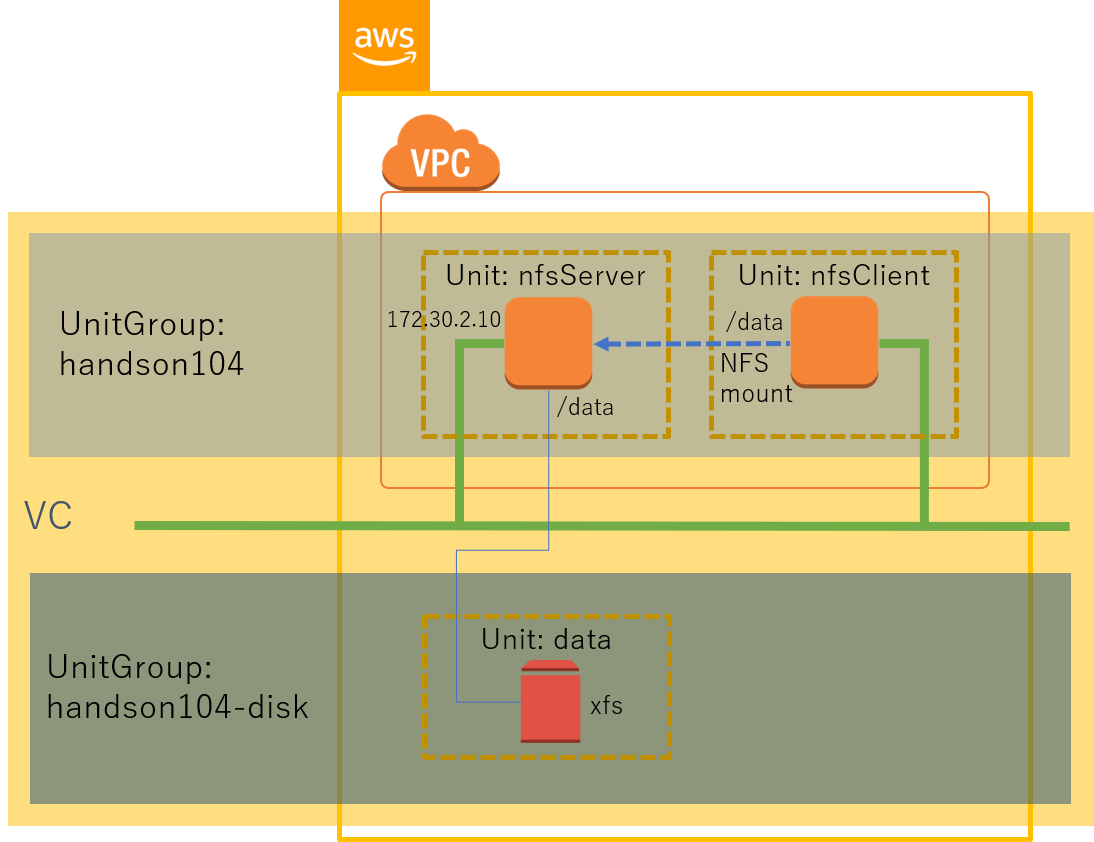 aws
VPC
Unit: nfsServer
Unit: nfsClient
172.30.2.10
/data
UnitGroup:
handson104
NFS
mount
/data
VC
Unit: data
UnitGroup:
handson104-disk
xfs